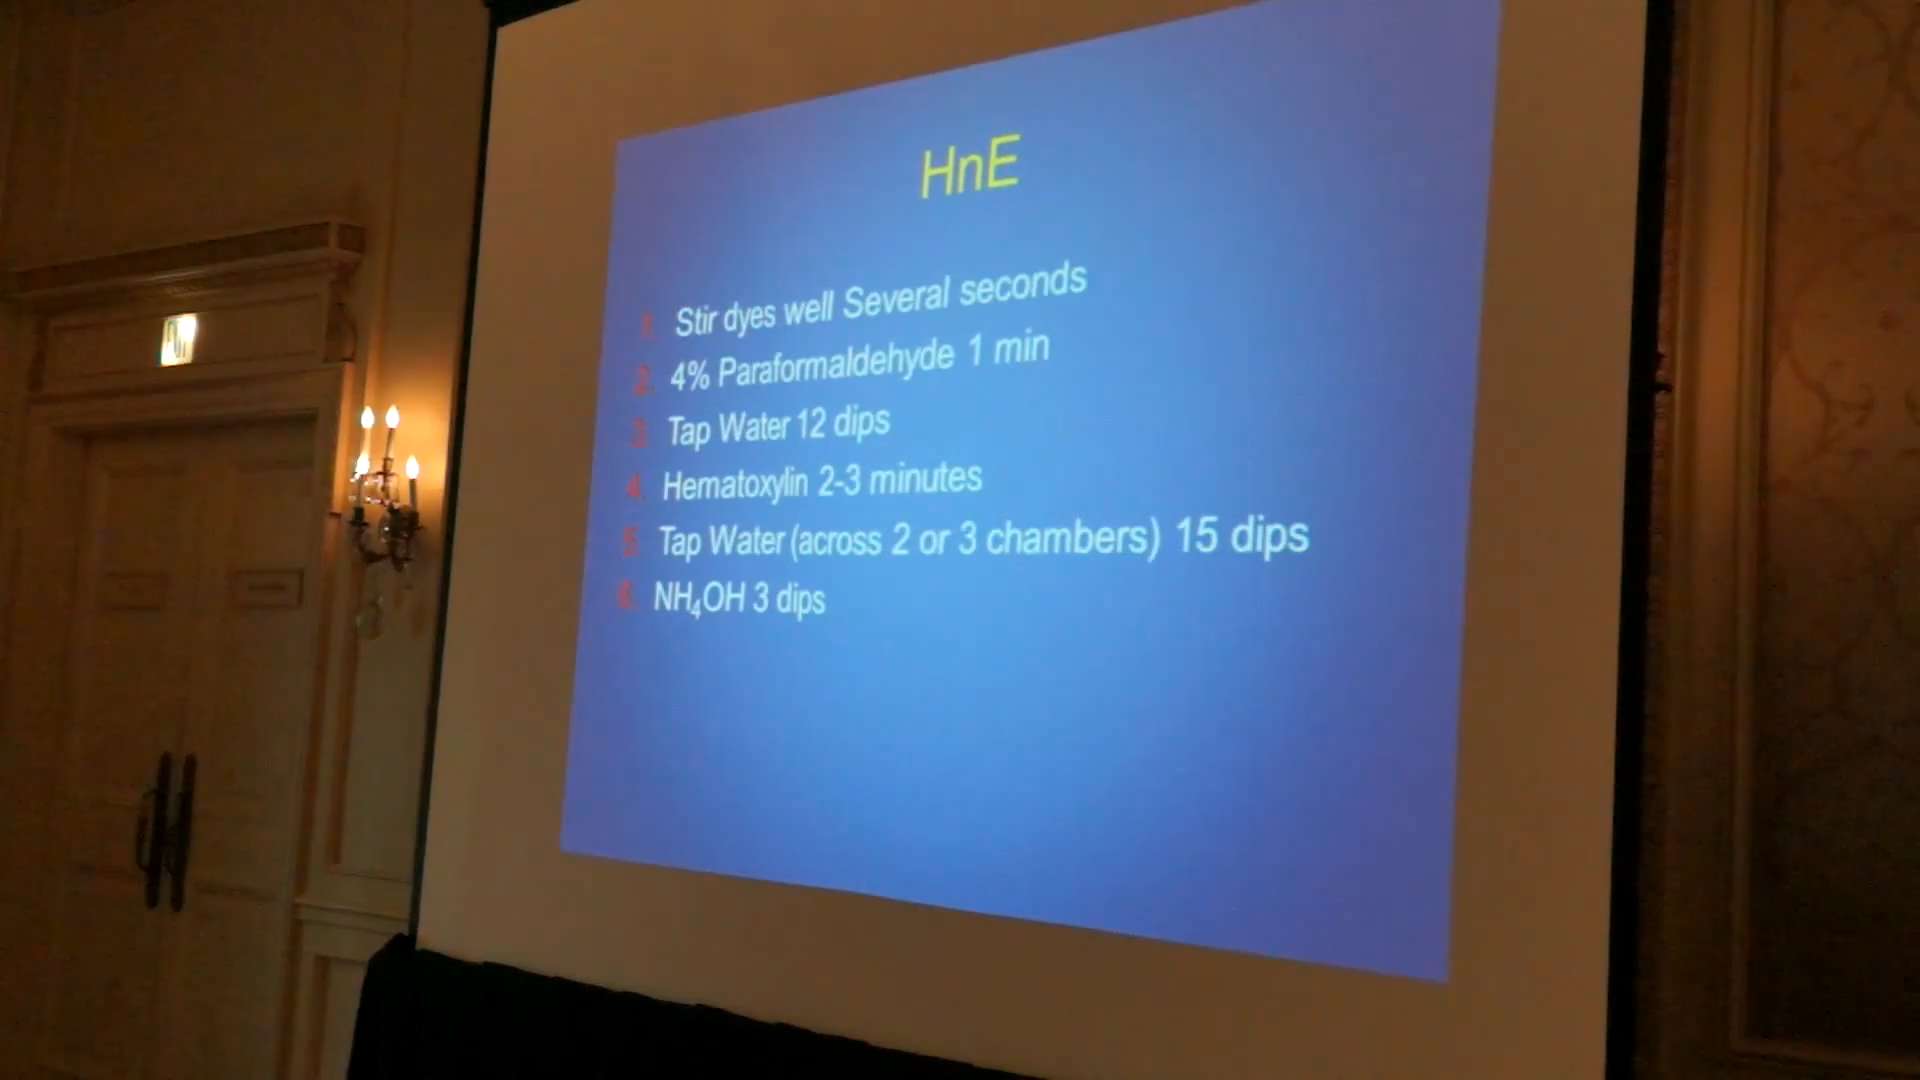 HnE
1. Stir dyes well Several seconds
2. 4% Paraformaldehyde 1 min
3. Tap Water 12 dips
4. Hematoxylin 2-3 minutes
5. Tap Water (across 2 or 3 chambers) 15 dips
6. NH₄OH 3 dips